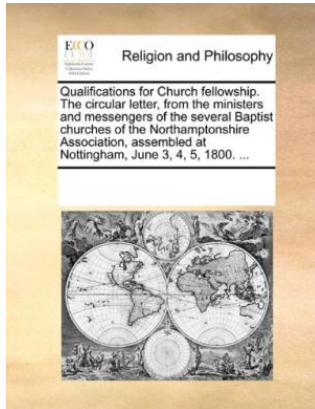 ECCO
Religion and Philosophy
Qualifications for Church fellowship.
The circular letter, from the ministers
and messengers of the several Baptist
churches of the Northamptonshire
Association, assembled at
Nottingham, June 3, 4, 5, 1800. ...